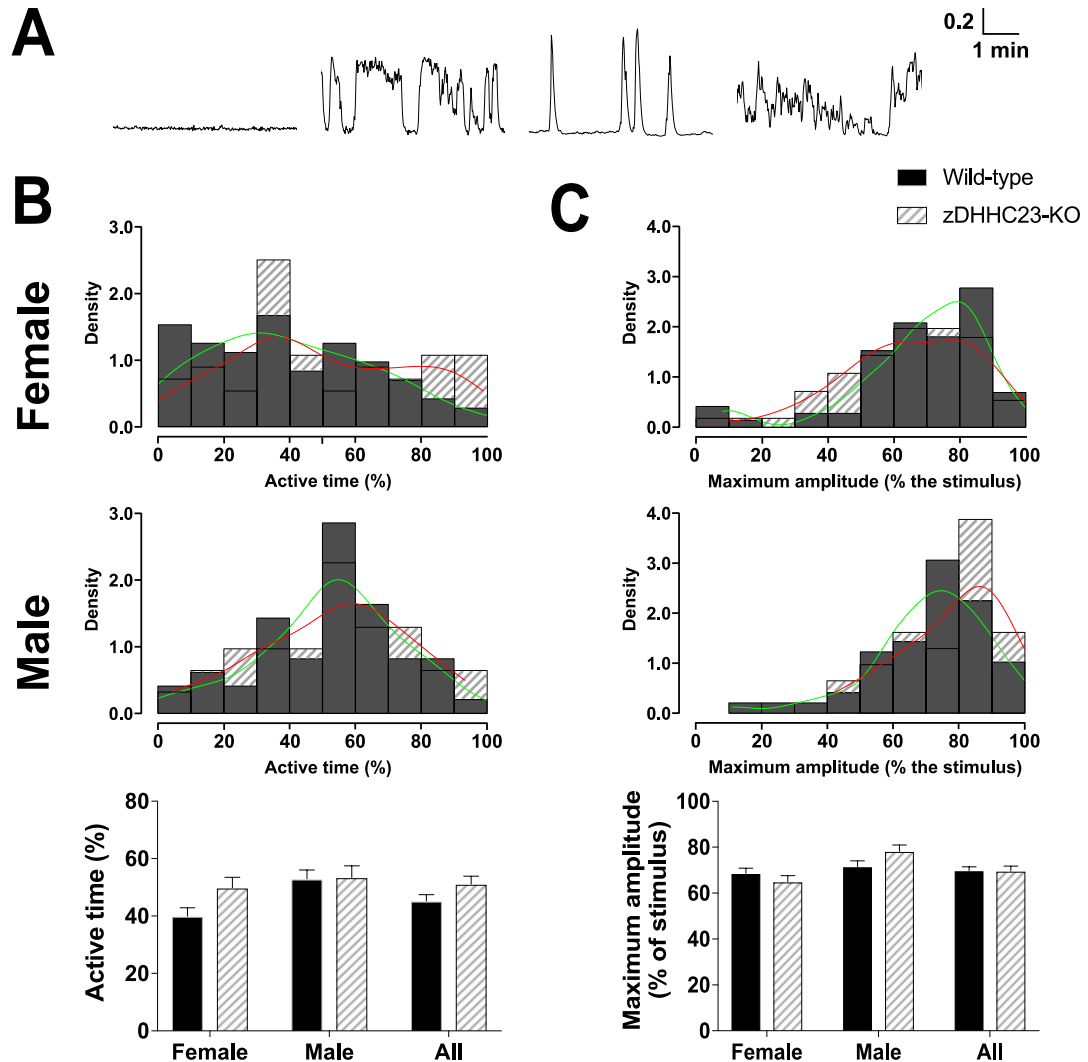 A
0.2
1 min
Wild-type
zDHHC23-KO
B
C
Female
Density
3.0
2.0
1.0
0.0
0 20 40 60 80 100
Active time (%)
Density
4.0
3.0
2.0
1.0
0.0
0 20 40 60 80 100
Maximum amplitude (% the stimulus)
Male
Density
3.0
2.0
1.0
0.0
0 20 40 60 80 100
Active time (%)
Density
4.0
3.0
2.0
1.0
0.0
0 20 40 60 80 100
Maximum amplitude (% the stimulus)
Active time (%)
80
60
40
20
0
Female Male All
Maximum amplitude
(% of stimulus)
100
80
60
40
20
0
Female Male All